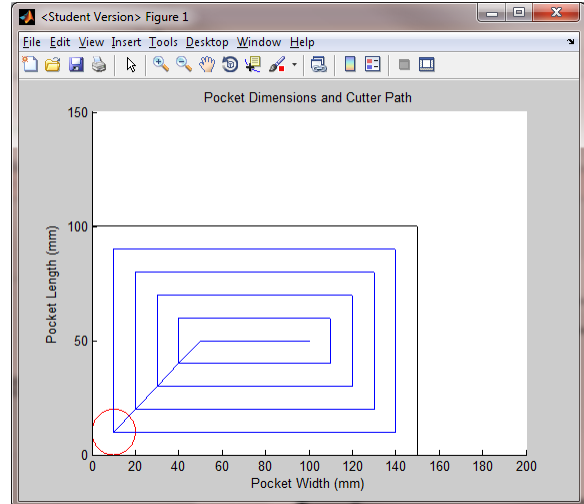 <Student Version> Figure 1
File Edit View Insert Tools Desktop Window Help
Pocket Dimensions and Cutter Path
150
100
50
0
Pocket Length (mm)
0 20 40 60 80 100 120 140 160 180 200
Pocket Width (mm)